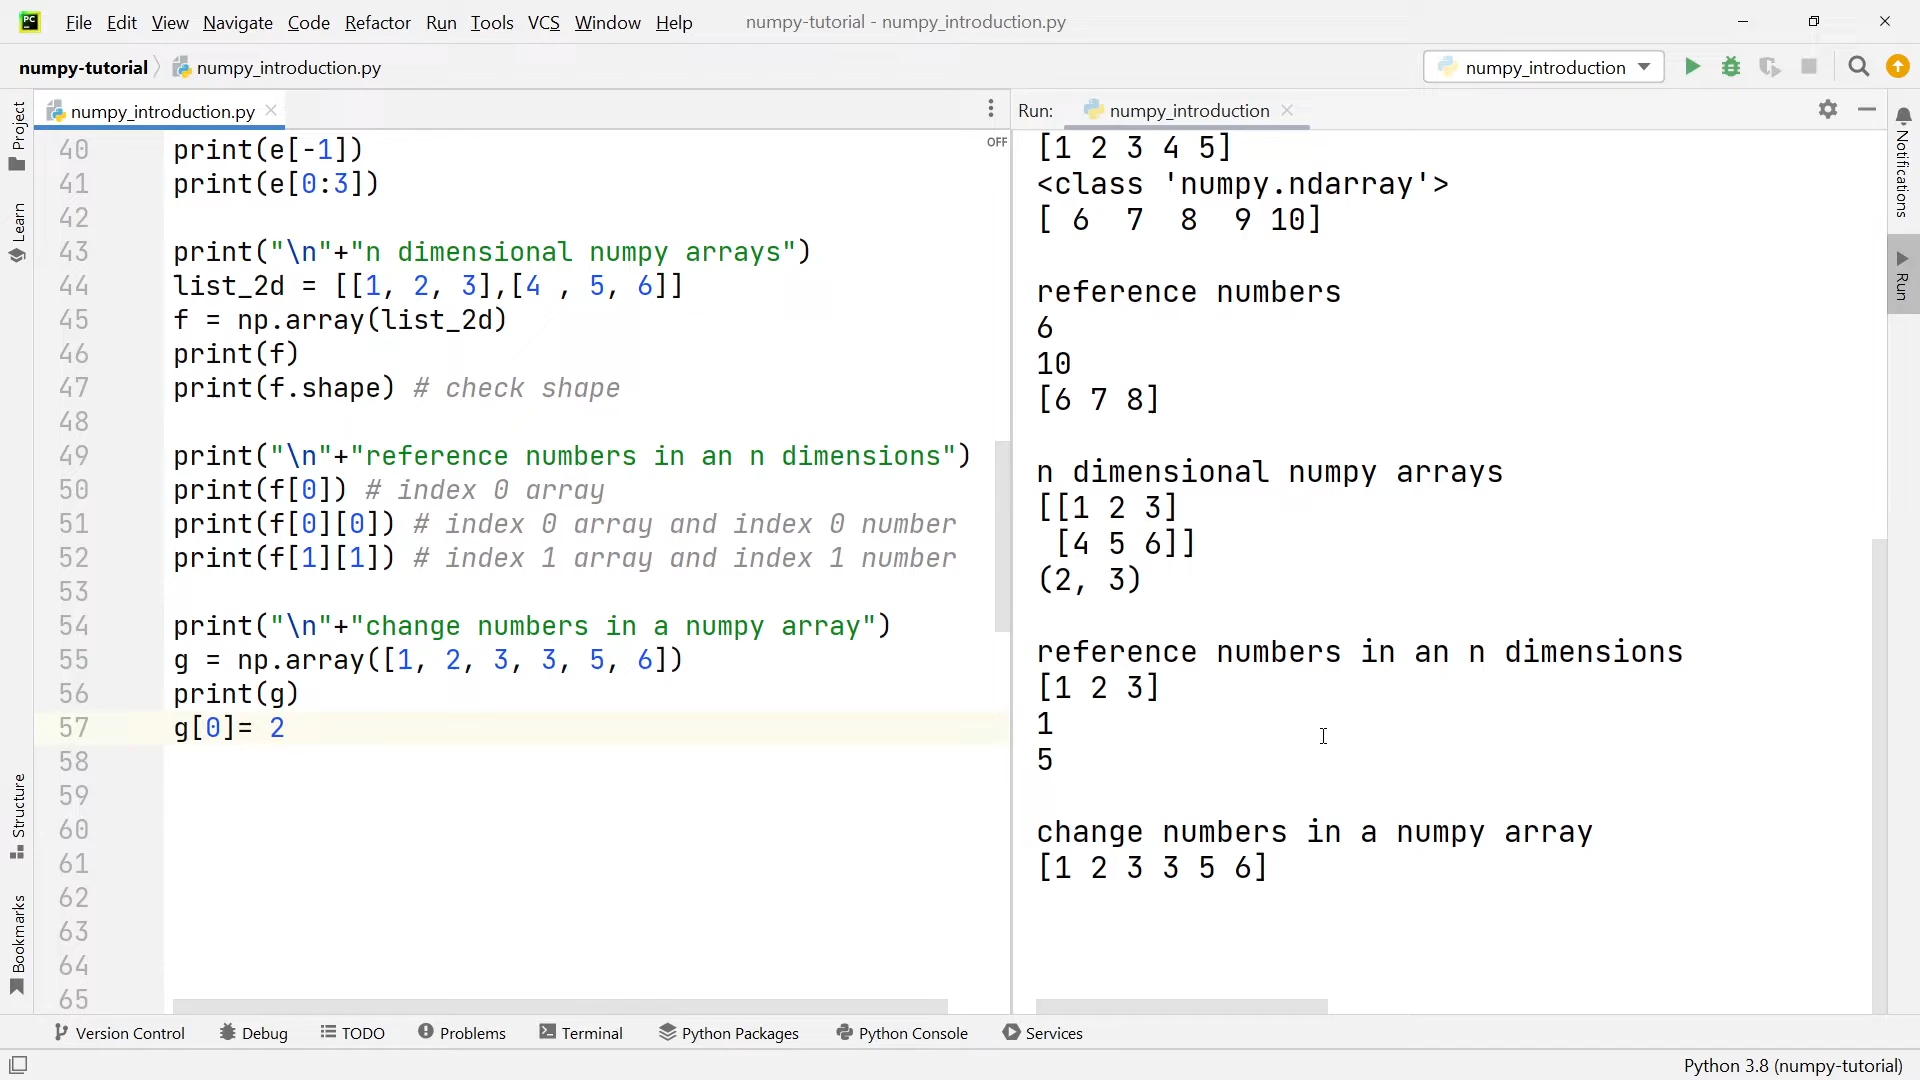 PC File Edit View Navigate Code Refactor Run Tools VCS Window Help numpy-tutorial - numpy_introduction.py
numpy-tutorial numpy_introduction.py numpy_introduction
Project
Learn
Structure
Bookmarks
numpy_introduction.py
OFF
40 print(e[-1])
41 print(e[0:3])
42
43 print("\n"+"n dimensional numpy arrays")
44 list_2d = [[1, 2, 3],[4 , 5, 6]]
45 f = np.array(list_2d)
46 print(f)
47 print(f.shape) # check shape
48
49 print("\n"+"reference numbers in an n dimensions")
50 print(f[0]) # index 0 array
51 print(f[0][0]) # index 0 array and index 0 number
52 print(f[1][1]) # index 1 array and index 1 number
53
54 print("\n"+"change numbers in a numpy array")
55 g = np.array([1, 2, 3, 3, 5, 6])
56 print(g)
57 g[0]= 2
58
59
60
61
62
63
64
65
Run: numpy_introduction
[1 2 3 4 5]
<class 'numpy.ndarray'>
[ 6  7  8  9 10]
reference numbers
6
10
[6 7 8]
n dimensional numpy arrays
[[1 2 3]
 [4 5 6]]
(2, 3)
reference numbers in an n dimensions
[1 2 3]
1
5
change numbers in a numpy array
[1 2 3 3 5 6]
Notifications
Run
Version Control Debug TODO Problems Terminal Python Packages Python Console Services
Python 3.8 (numpy-tutorial)